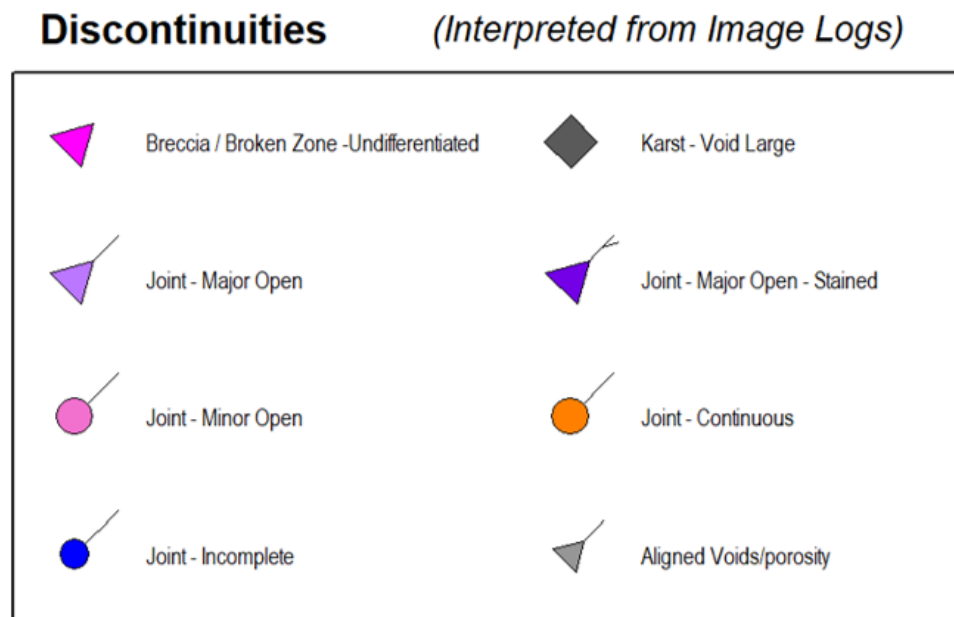 Discontinuities (Interpreted from Image Logs)
Breccia / Broken Zone -Undifferentiated
Karst - Void Large
Joint - Major Open
Joint - Major Open - Stained
Joint - Minor Open
Joint - Continuous
Joint - Incomplete
Aligned Voids/porosity